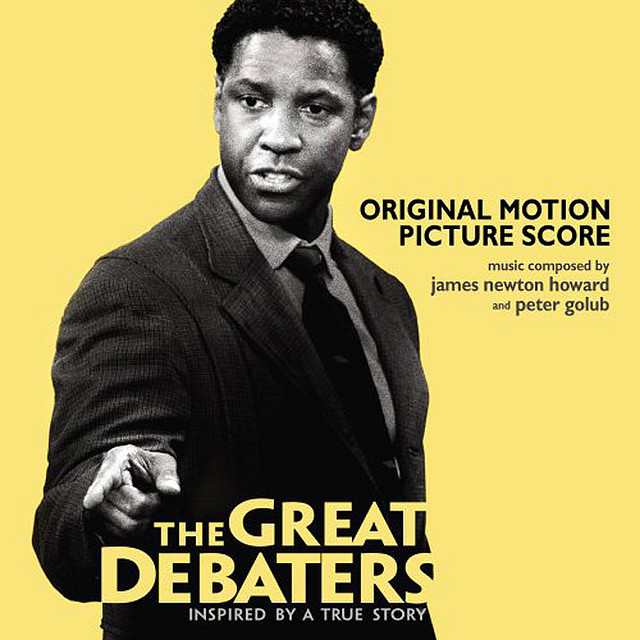 ORIGINAL MOTION
PICTURE SCORE
music composed by
james newton howard
and peter golub
THE GREAT
DEBATERS
INSPIRED BY A TRUE STORY